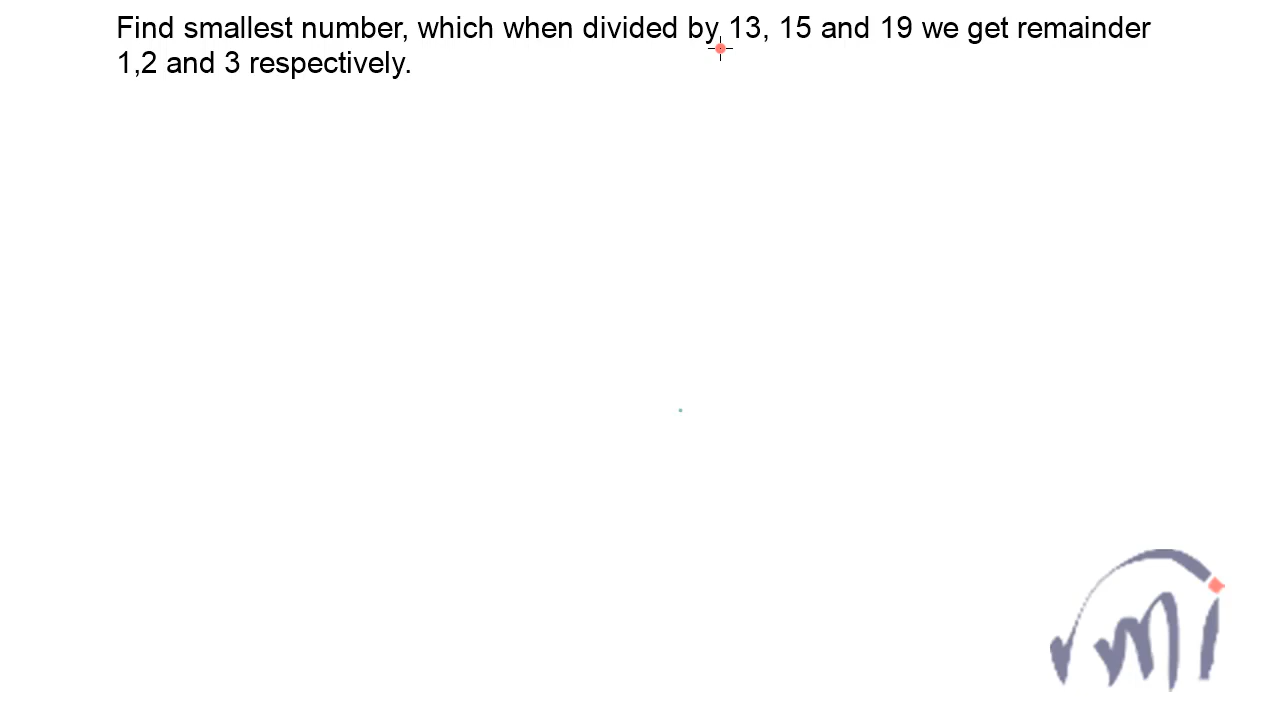 Find smallest number, which when divided by 13, 15 and 19 we get remainder
1,2 and 3 respectively.